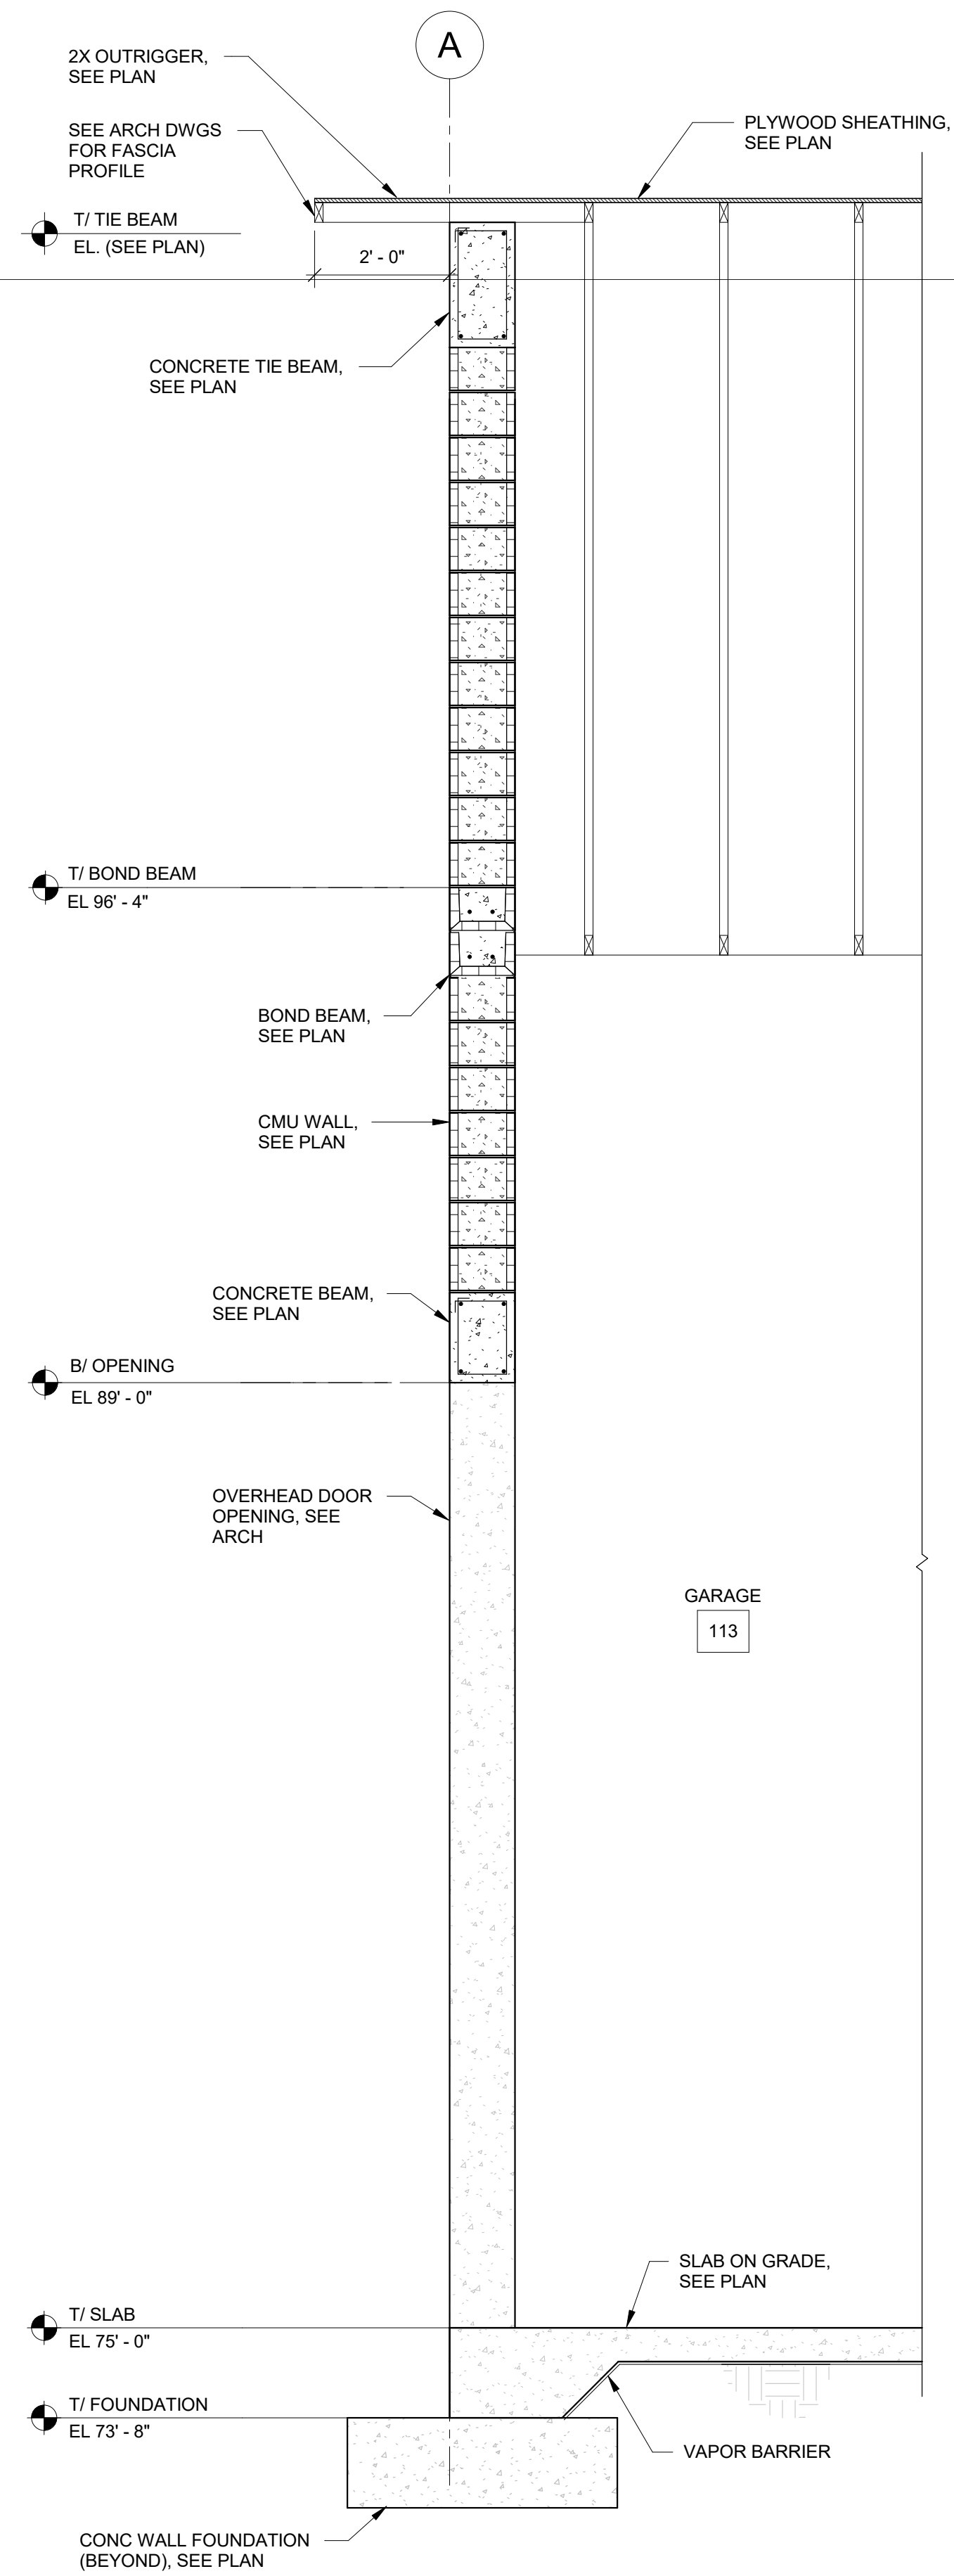 A
2X OUTRIGGER,
SEE PLAN
SEE ARCH DWGS
FOR FASCIA
PROFILE
PLYWOOD SHEATHING,
SEE PLAN
T/ TIE BEAM
EL. (SEE PLAN)
2' - 0"
CONCRETE TIE BEAM,
SEE PLAN
T/ BOND BEAM
EL 96' - 4"
BOND BEAM,
SEE PLAN
CMU WALL,
SEE PLAN
CONCRETE BEAM,
SEE PLAN
B/ OPENING
EL 89' - 0"
OVERHEAD DOOR
OPENING, SEE
ARCH
GARAGE
113
SLAB ON GRADE,
SEE PLAN
T/ SLAB
EL 75' - 0"
T/ FOUNDATION
EL 73' - 8"
VAPOR BARRIER
CONC WALL FOUNDATION
(BEYOND), SEE PLAN